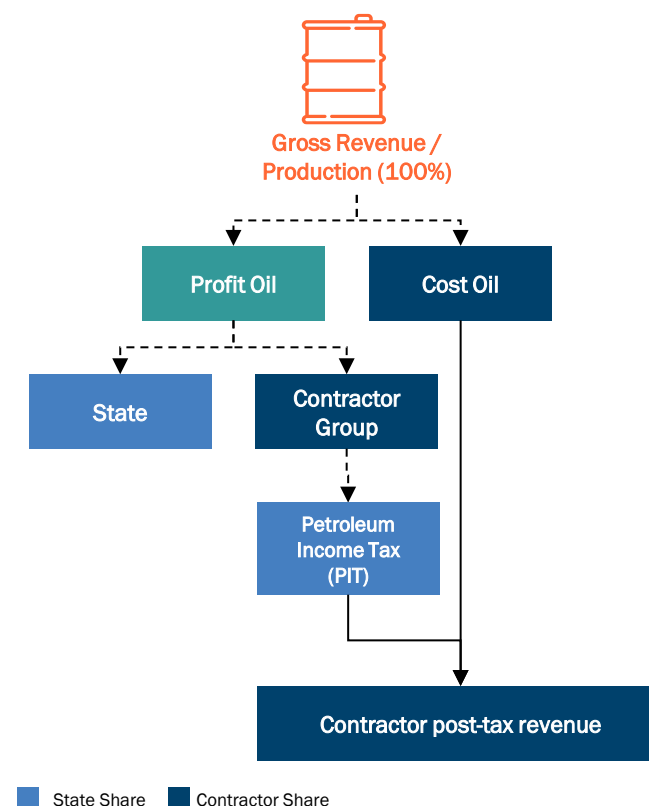 Gross Revenue /
Production (100%)
Profit Oil
Cost Oil
State
Contractor
Group
Petroleum
Income Tax
(PIT)
Contractor post-tax revenue
State Share
Contractor Share